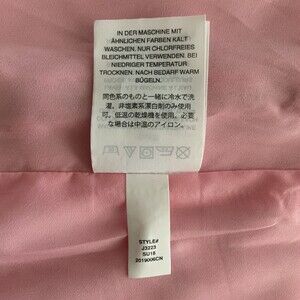 IN DER MASCHINE MIT
ÄHNLICHEN FARBEN KALT
WASCHEN. NUR CHLORFREIES
BLEICHMITTEL VERWENDEN. BEI
NIEDRIGER TEMPERATUR
TROCKNEN. NACH BEDARF WARM
BÜGELN.
同色系のものと一緒に冷水で洗
濯。非塩素系漂白剤のみ使用
可。低温の乾燥機を使用。必
要な場合は中温のアイロン。
STYLE#
J3223
SU18
2019006CN